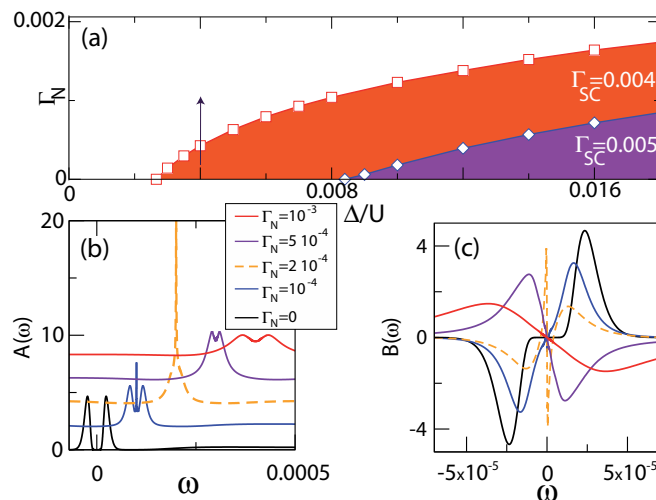 0.002
(a)
Γ_N
Γ_SC=0.004
Γ_SC=0.005
0
0
0.008
0.016
Δ/U
20
(b)
10
0
A(ω)
0
ω
0.0005
Γ_N=10^-3
Γ_N=5 10^-4
Γ_N=2 10^-4
Γ_N=10^-4
Γ_N=0
(c)
4
0
-4
B(ω)
-5x10^-5
0
5x10^-5
ω